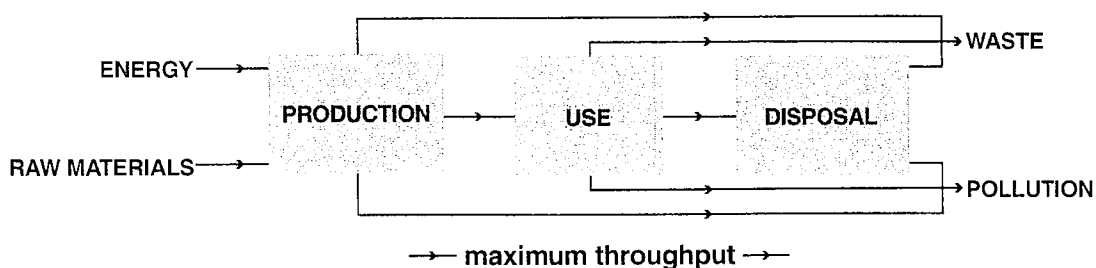 WASTE
ENERGY
PRODUCTION
USE
DISPOSAL
RAW MATERIALS
POLLUTION
maximum throughput